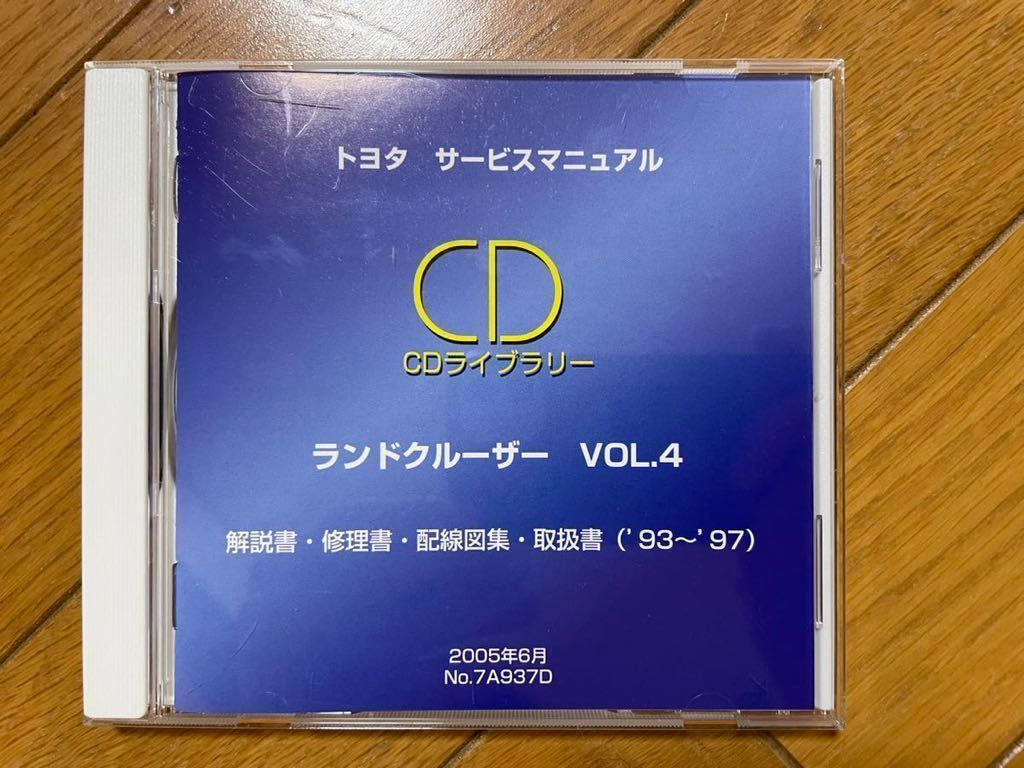 トヨタ　サービスマニュアル
CD
CDライブラリー
ランドクルーザー　VOL.4
解説書・修理書・配線図集・取扱書（'93〜'97）
2005年6月
No.7A937D